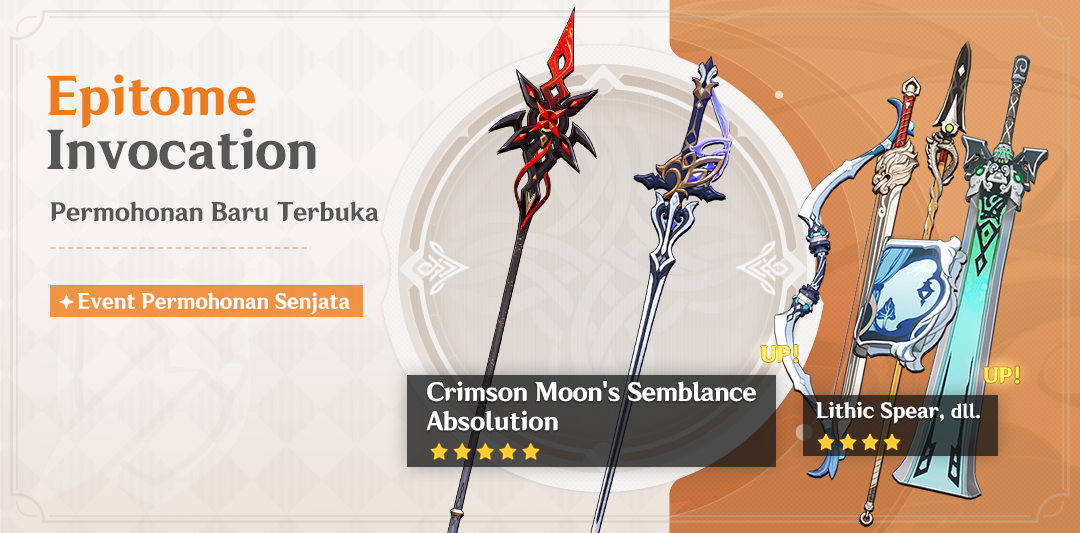 Epitome
Invocation
Permohonan Baru Terbuka
Event Permohonan Senjata
UP!
Crimson Moon's Semblance
Absolution
UP!
Lithic Spear, dll.